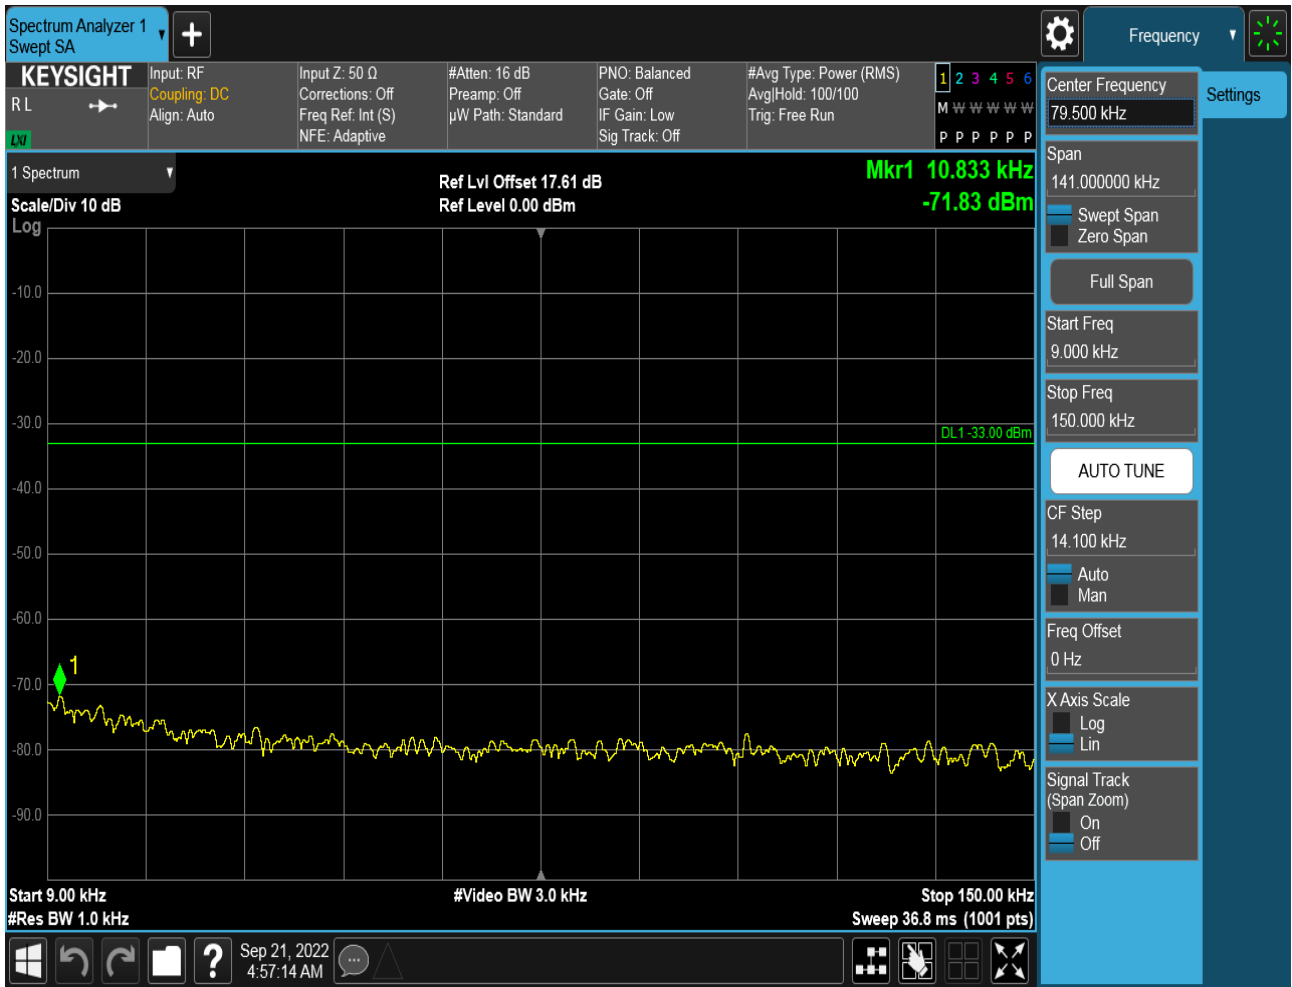 Spectrum Analyzer 1
Swept SA
+
Frequency
KEYSIGHT
R L
LXI
Input: RF
Coupling: DC
Align: Auto
Input Z: 50 Ω
Corrections: Off
Freq Ref: Int (S)
NFE: Adaptive
#Atten: 16 dB
Preamp: Off
µW Path: Standard
PNO: Balanced
Gate: Off
IF Gain: Low
Sig Track: Off
#Avg Type: Power (RMS)
Avg|Hold: 100/100
Trig: Free Run
1 2 3 4 5 6
M W W W W W
P P P P P P
1 Spectrum
Scale/Div 10 dB
Log
Ref Lvl Offset 17.61 dB
Ref Level 0.00 dBm
Mkr1 10.833 kHz
-71.83 dBm
-10.0
-20.0
-30.0
DL1 -33.00 dBm
-40.0
-50.0
-60.0
1
-70.0
-80.0
-90.0
Start 9.00 kHz
#Video BW 3.0 kHz
Stop 150.00 kHz
#Res BW 1.0 kHz
Sweep 36.8 ms (1001 pts)
?
Sep 21, 2022
4:57:14 AM
Center Frequency
79.500 kHz
Settings
Span
141.000000 kHz
Swept Span
Zero Span
Full Span
Start Freq
9.000 kHz
Stop Freq
150.000 kHz
AUTO TUNE
CF Step
14.100 kHz
Auto
Man
Freq Offset
0 Hz
X Axis Scale
Log
Lin
Signal Track
(Span Zoom)
On
Off